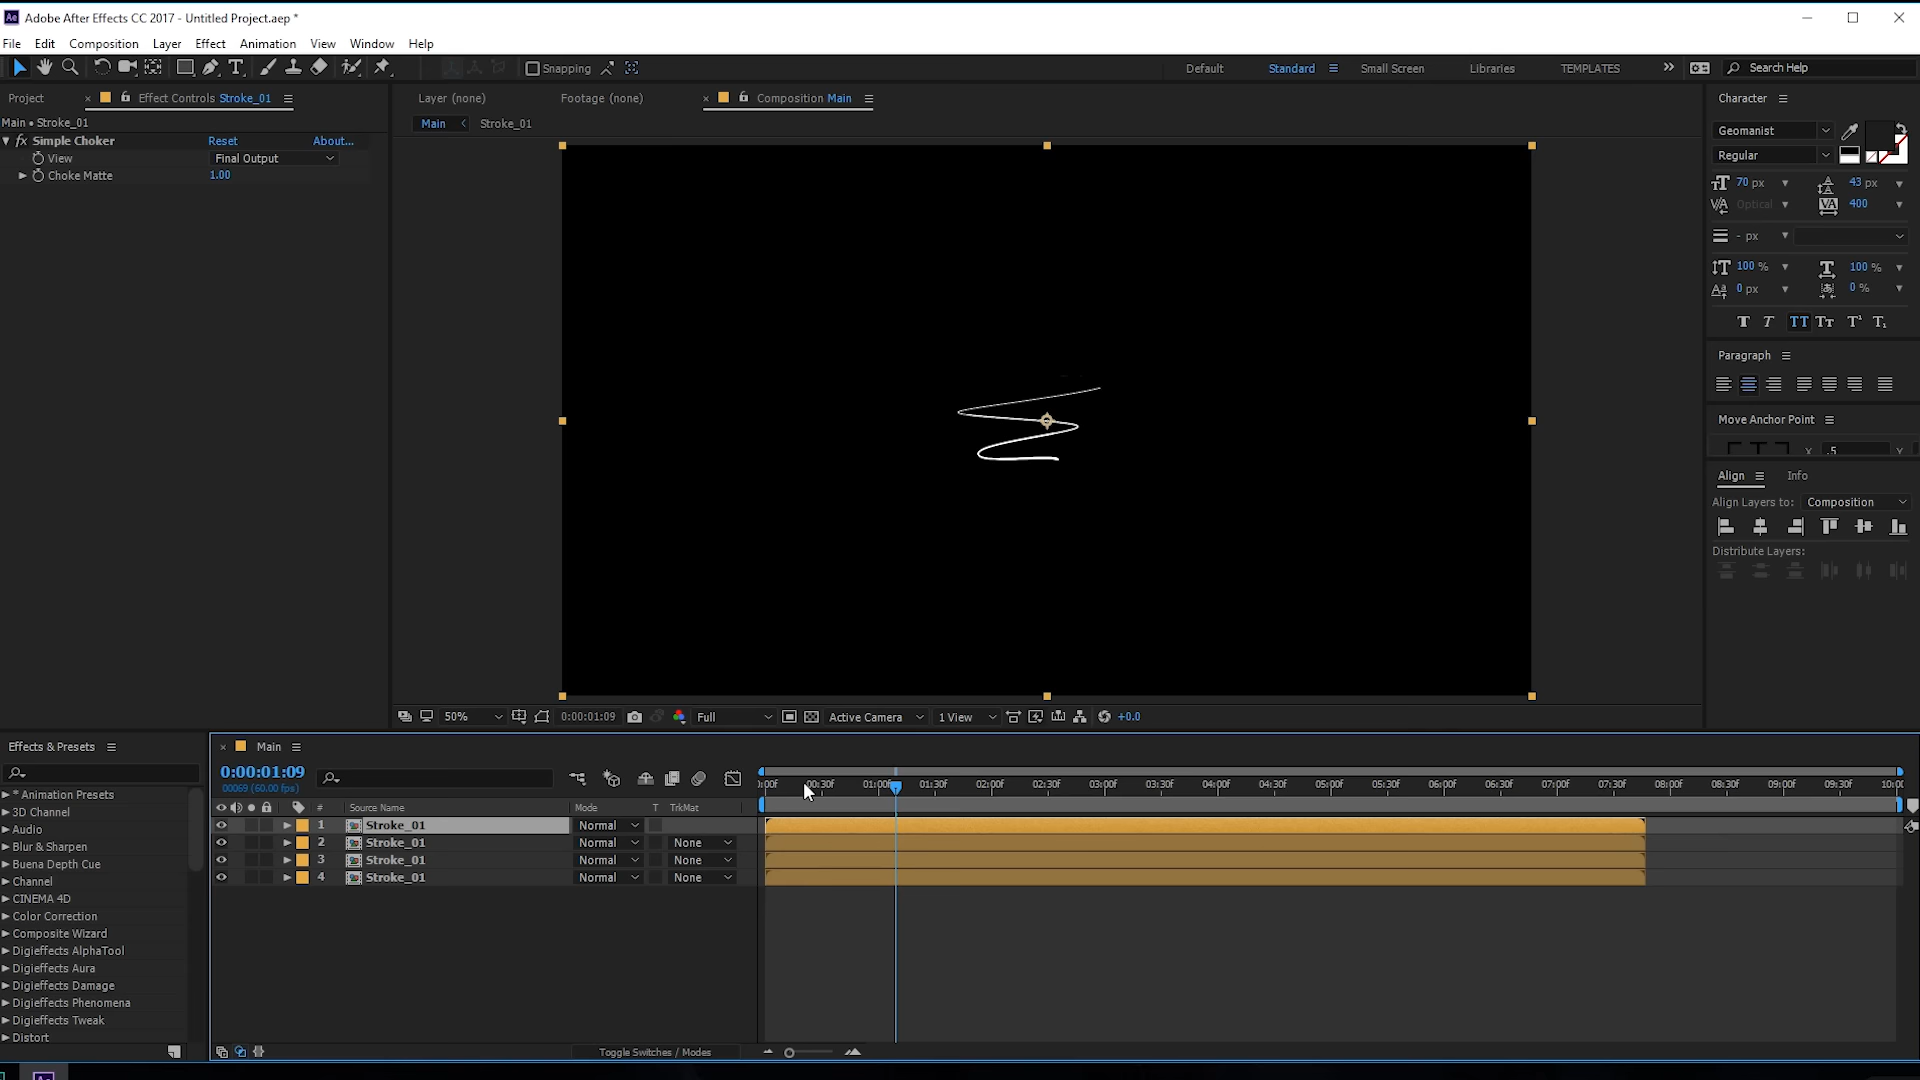 Adobe After Effects CC 2017 - Untitled Project.aep *
File Edit Composition Layer Effect Animation View Window Help
Snapping Default Standard Small Screen Libraries TEMPLATES Search Help
Project Effect Controls Stroke_01 Layer (none) Footage (none) Composition Main Character
Main • Stroke_01 Main Stroke_01
fx Simple Choker Reset About...
View Final Output
Choke Matte 1.00
Geomanist
Regular
70 px 43 px
Optical 400
- px
100 % 100 %
0 px 0 %
T T TT Tr T¹ T₁
Paragraph
Move Anchor Point
X .5 Y
Align Info
Align Layers to: Composition
Distribute Layers:
50% 0:00:01:09 Full Active Camera 1 View +0.0
Effects & Presets
* Animation Presets
3D Channel
Audio
Blur & Sharpen
Buena Depth Cue
Channel
CINEMA 4D
Color Correction
Composite Wizard
Digieffects AlphaTool
Digieffects Aura
Digieffects Damage
Digieffects Phenomena
Digieffects Tweak
Distort
Main
0:00:01:09
00069 (60.00 fps)
:00f 00:30f 01:00f 01:30f 02:00f 02:30f 03:00f 03:30f 04:00f 04:30f 05:00f 05:30f 06:00f 06:30f 07:00f 07:30f 08:00f 08:30f 09:00f 09:30f 10:00
# Source Name Mode T TrkMat
1 Stroke_01 Normal
2 Stroke_01 Normal None
3 Stroke_01 Normal None
4 Stroke_01 Normal None
Toggle Switches / Modes
Ae